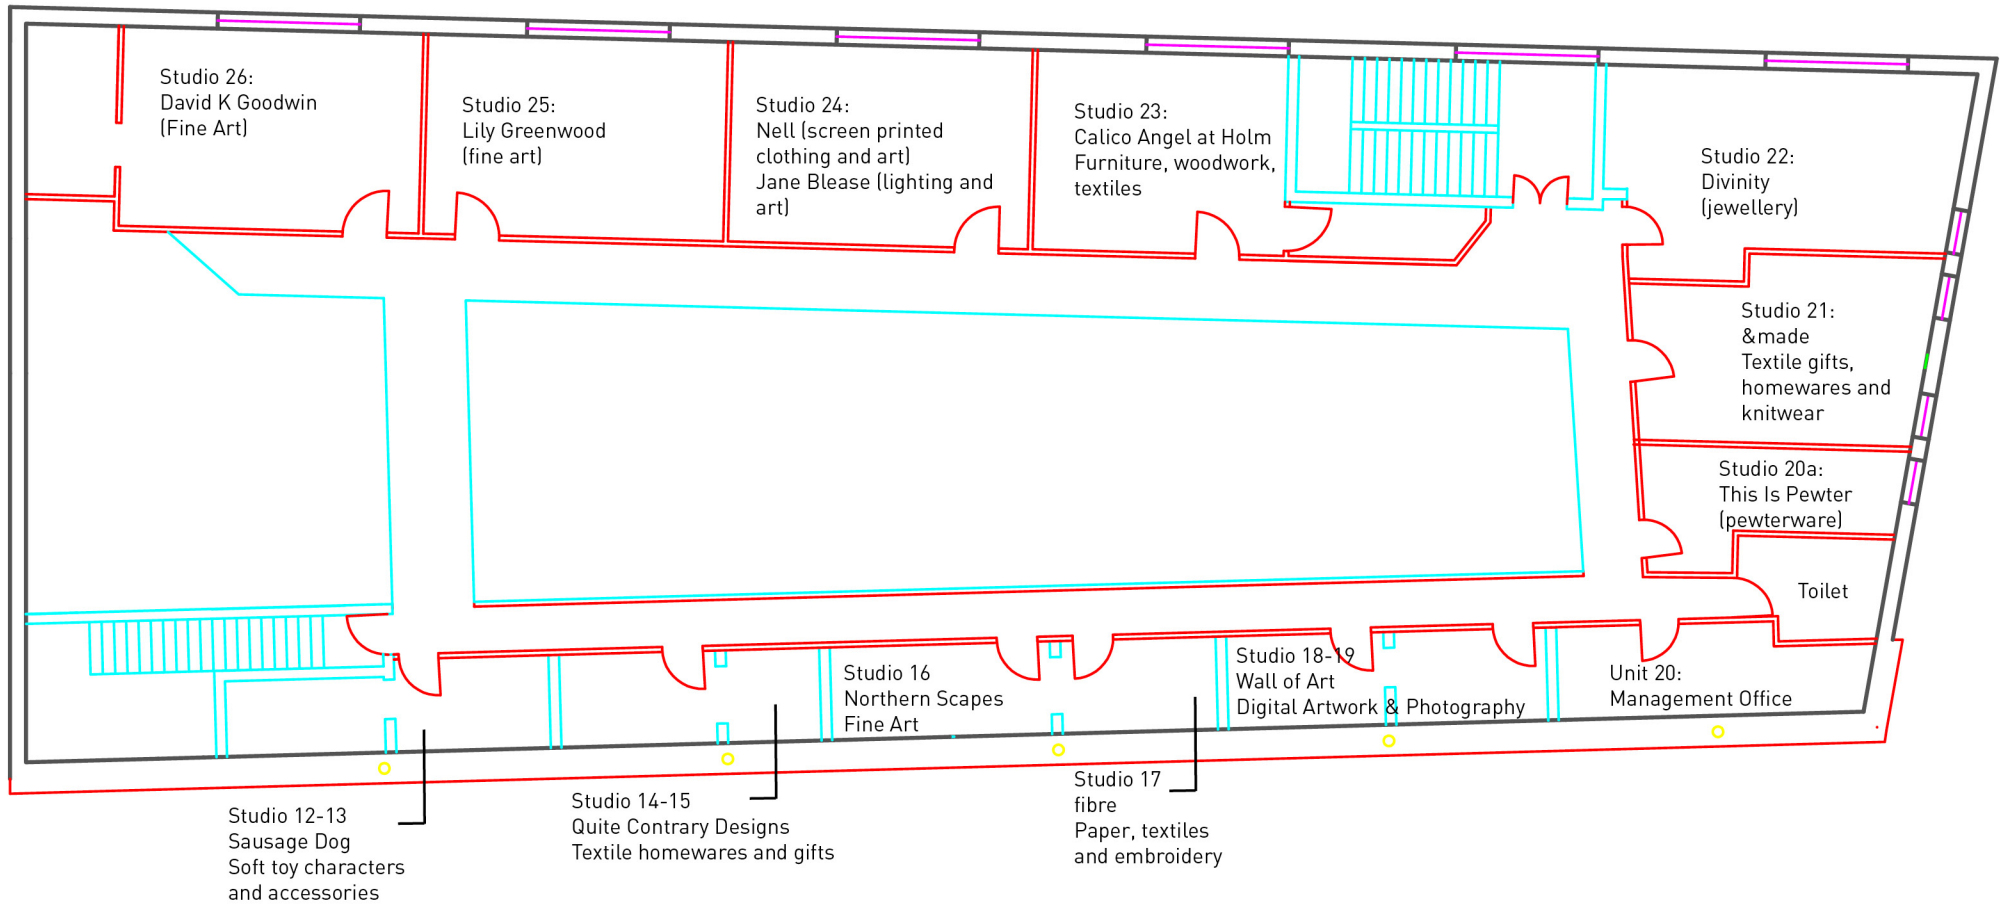 Studio 26:
David K Goodwin
(Fine Art)
Studio 25:
Lily Greenwood
(fine art)
Studio 24:
Nell (screen printed
clothing and art)
Jane Blease (lighting and
art)
Studio 23:
Calico Angel at Holm
Furniture, woodwork,
textiles
Studio 22:
Divinity
(jewellery)
Studio 21:
&made
Textile gifts,
homewares and
knitwear
Studio 20a:
This Is Pewter
(pewterware)
Toilet
Unit 20:
Management Office
Studio 18-19
Wall of Art
Digital Artwork & Photography
Studio 16
Northern Scapes
Fine Art
Studio 17
fibre
Paper, textiles
and embroidery
Studio 14-15
Quite Contrary Designs
Textile homewares and gifts
Studio 12-13
Sausage Dog
Soft toy characters
and accessories